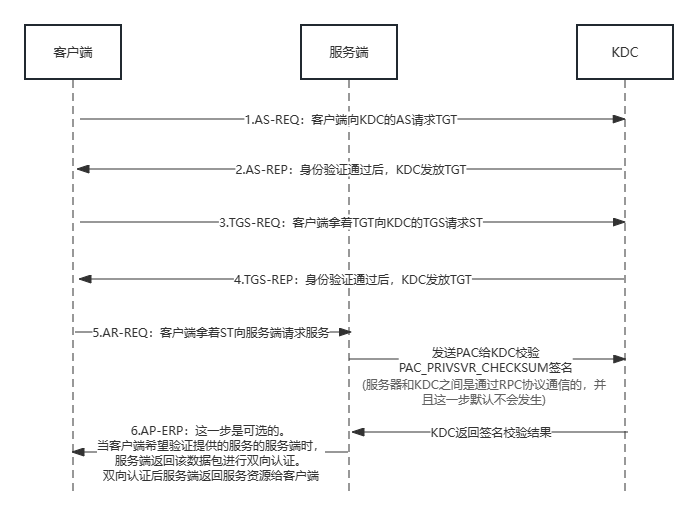 客户端
服务端
KDC
1.AS-REQ：客户端向KDC的AS请求TGT
2.AS-REP：身份验证通过后，KDC发放TGT
3.TGS-REQ：客户端拿着TGT向KDC的TGS请求ST
4.TGS-REP：身份验证通过后，KDC发放TGT
5.AR-REQ：客户端拿着ST向服务端请求服务
发送PAC给KDC校验
PAC_PRIVSVR_CHECKSUM签名
(服务器和KDC之间是通过RPC协议通信的，并
且这一步默认不会发生)
KDC返回签名校验结果
6.AP-ERP：这一步是可选的。
当客户端希望验证提供的服务的服务端时，
服务端返回该数据包进行双向认证。
双向认证后服务端返回服务资源给客户端